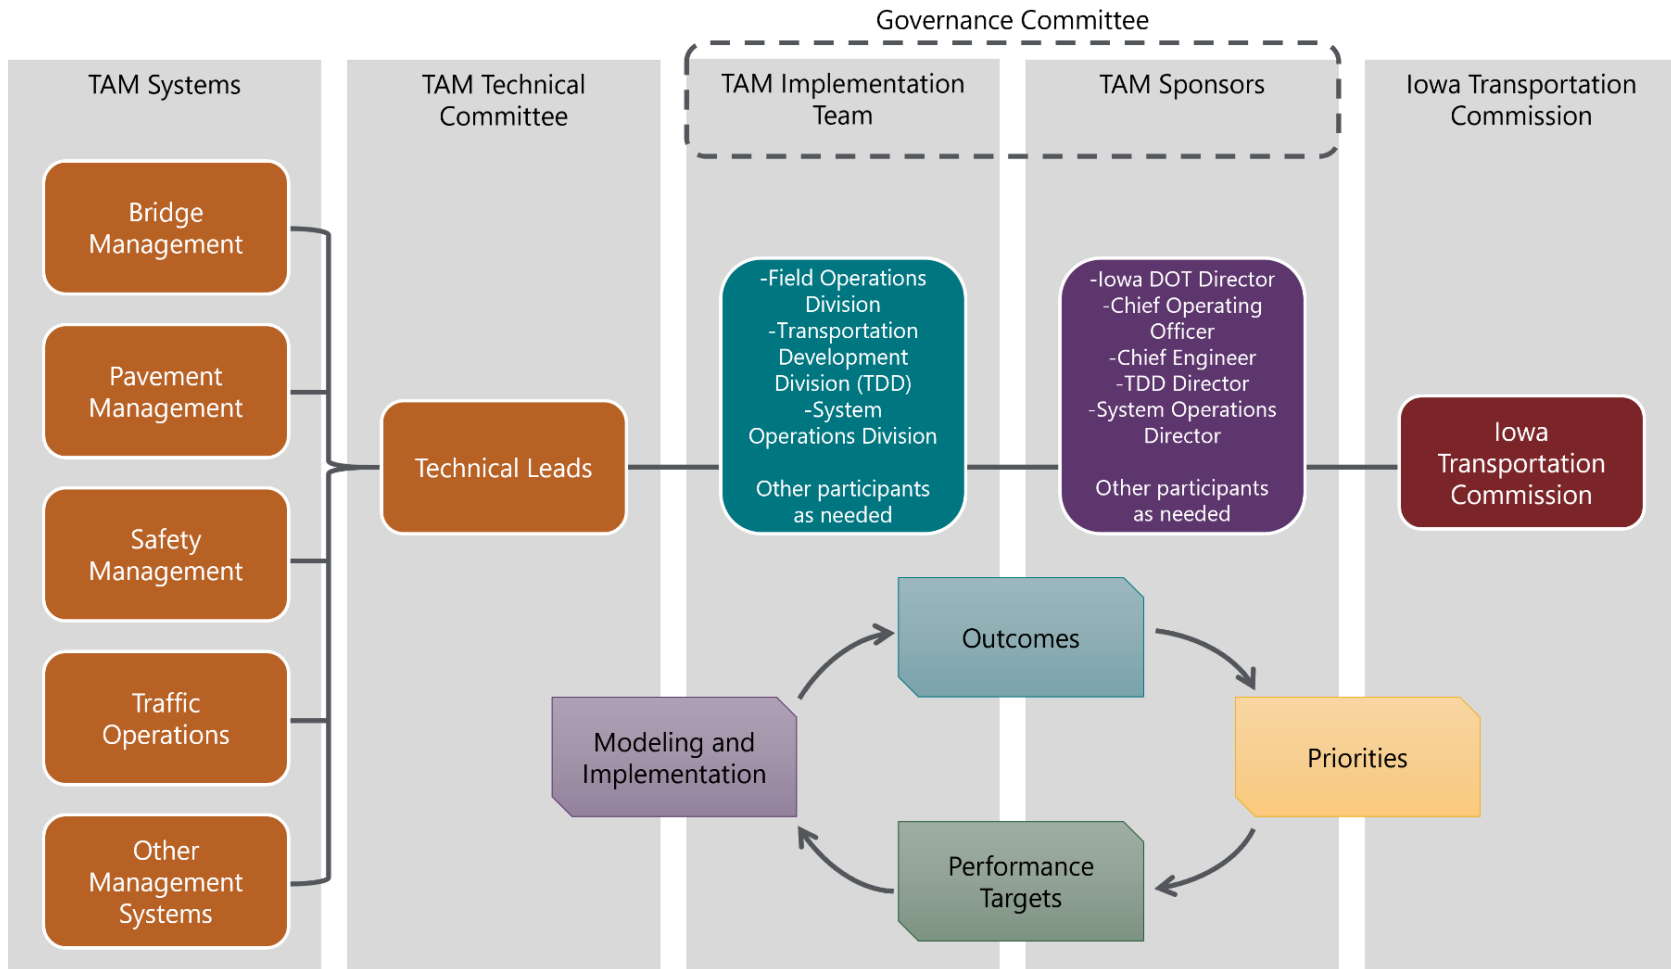 Governance Committee
TAM Systems
TAM Technical
Committee
TAM Implementation
Team
TAM Sponsors
Iowa Transportation
Commission
Bridge
Management
Pavement
Management
Safety
Management
Traffic
Operations
Other
Management
Systems
Technical Leads
-Field Operations
Division
-Transportation
Development
Division (TDD)
-System
Operations Division
Other participants
as needed
-Iowa DOT Director
-Chief Operating
Officer
-Chief Engineer
-TDD Director
-System Operations
Director
Other participants
as needed
Iowa
Transportation
Commission
Outcomes
Priorities
Performance
Targets
Modeling and
Implementation